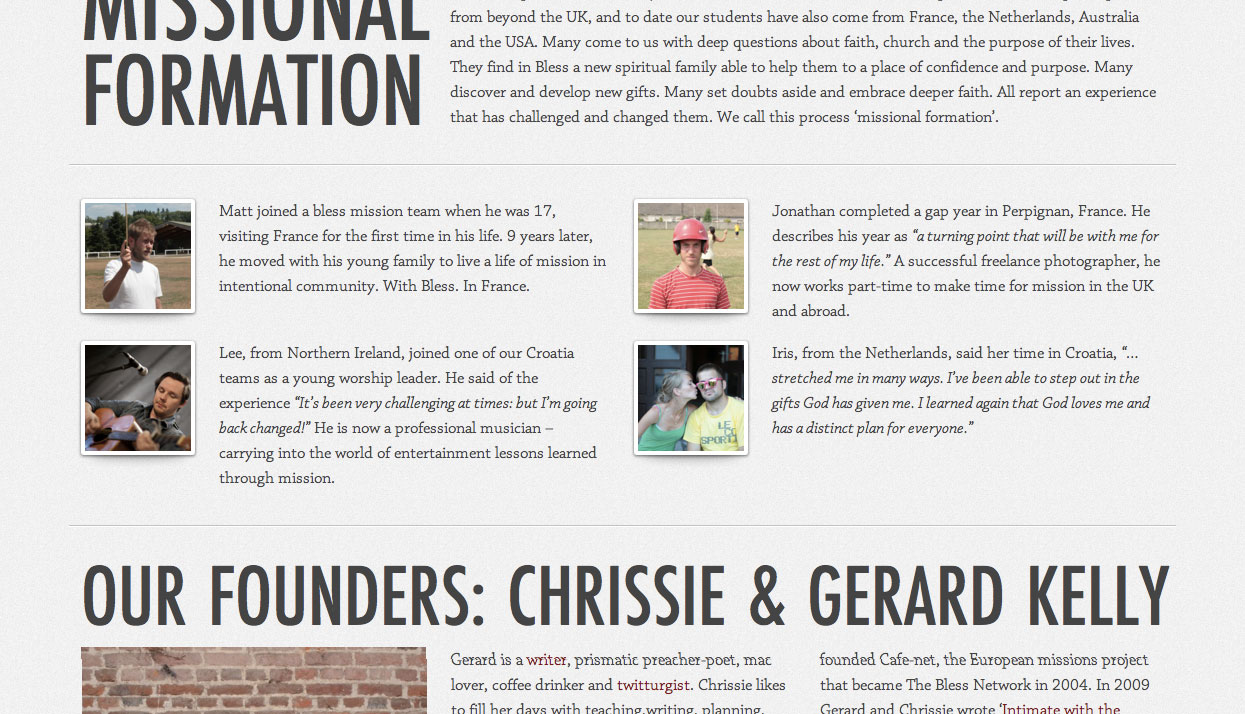 MISSIONAL
FORMATION
from beyond the UK, and to date our students have also come from France, the Netherlands, Australia
and the USA. Many come to us with deep questions about faith, church and the purpose of their lives.
They find in Bless a new spiritual family able to help them to a place of confidence and purpose. Many
discover and develop new gifts. Many set doubts aside and embrace deeper faith. All report an experience
that has challenged and changed them. We call this process ‘missional formation’.
Matt joined a bless mission team when he was 17,
visiting France for the first time in his life. 9 years later,
he moved with his young family to live a life of mission in
intentional community. With Bless. In France.
Jonathan completed a gap year in Perpignan, France. He
describes his year as “a turning point that will be with me for
the rest of my life.” A successful freelance photographer, he
now works part-time to make time for mission in the UK
and abroad.
Lee, from Northern Ireland, joined one of our Croatia
teams as a young worship leader. He said of the
experience “It’s been very challenging at times: but I’m going
back changed!” He is now a professional musician –
carrying into the world of entertainment lessons learned
through mission.
LE
SPORTI
Iris, from the Netherlands, said her time in Croatia, “…
stretched me in many ways. I’ve been able to step out in the
gifts God has given me. I learned again that God loves me and
has a distinct plan for everyone.”
OUR FOUNDERS: CHRISSIE & GERARD KELLY
Gerard is a writer, prismatic preacher-poet, mac
lover, coffee drinker and twitturgist. Chrissie likes
to fill her days with teaching,writing, planning,
founded Cafe-net, the European missions project
that became The Bless Network in 2004. In 2009
Gerard and Chrissie wrote ‘Intimate with the